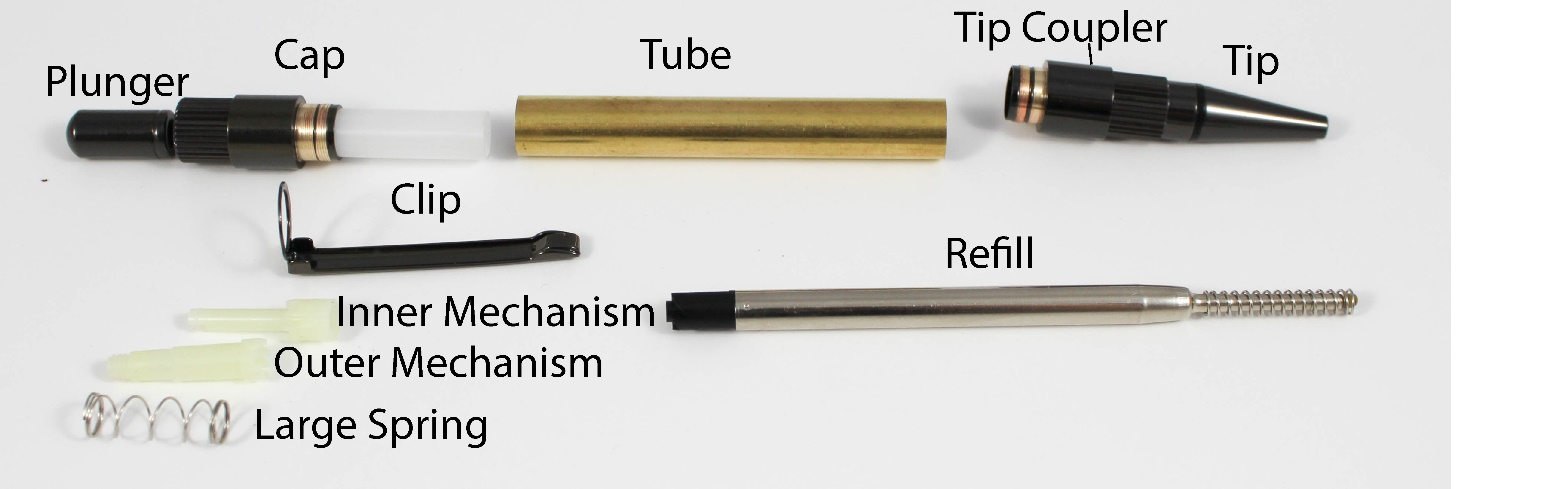 Plunger
Cap
Tube
Tip Coupler
Tip
Clip
Refill
Inner Mechanism
Outer Mechanism
Large Spring